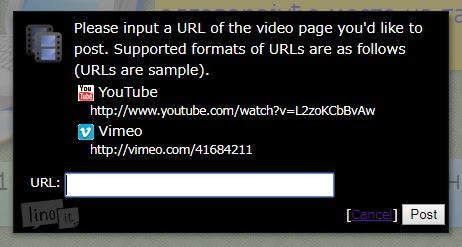 Please input a URL of the video page you'd like to
post. Supported formats of URLs are as follows
(URLs are sample).
You Tube YouTube
http://www.youtube.com/watch?v=L2zoKCbBvAw
Vimeo
http://vimeo.com/41684211
URL:
lino it
[Cancel] Post